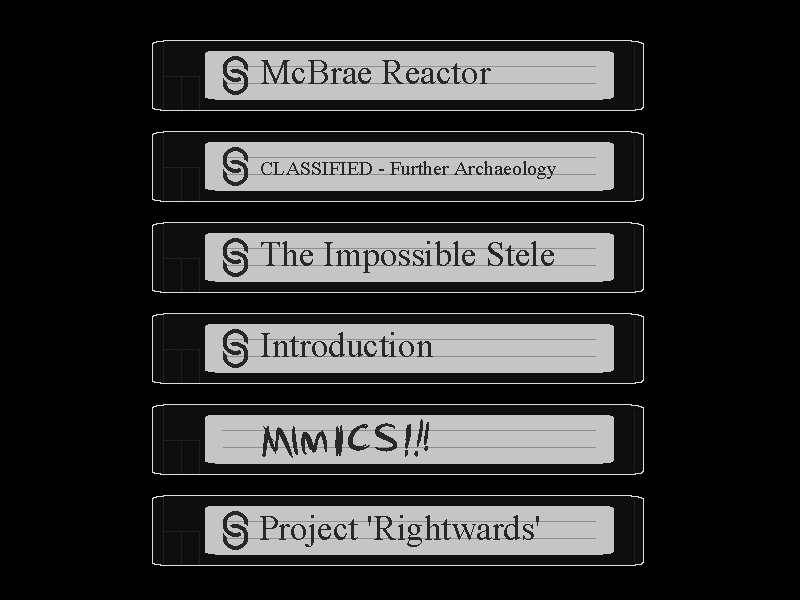 McBrae Reactor
CLASSIFIED - Further Archaeology
The Impossible Stele
Introduction
MIMICS!!!
Project 'Rightwards'